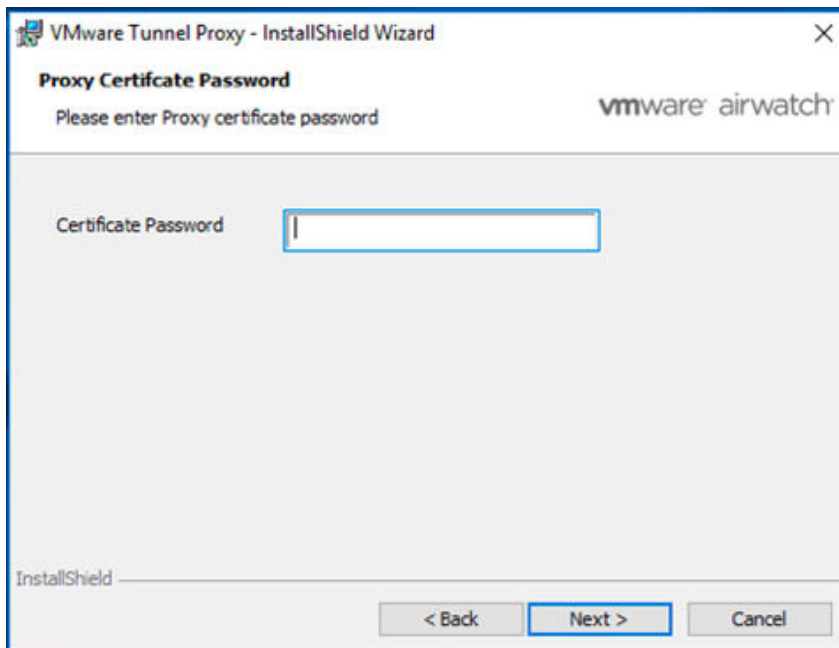 VMware Tunnel Proxy - InstallShield Wizard
Proxy Certifcate Password
Please enter Proxy certificate password
vmware airwatch
Certificate Password
InstallShield
< Back Next > Cancel